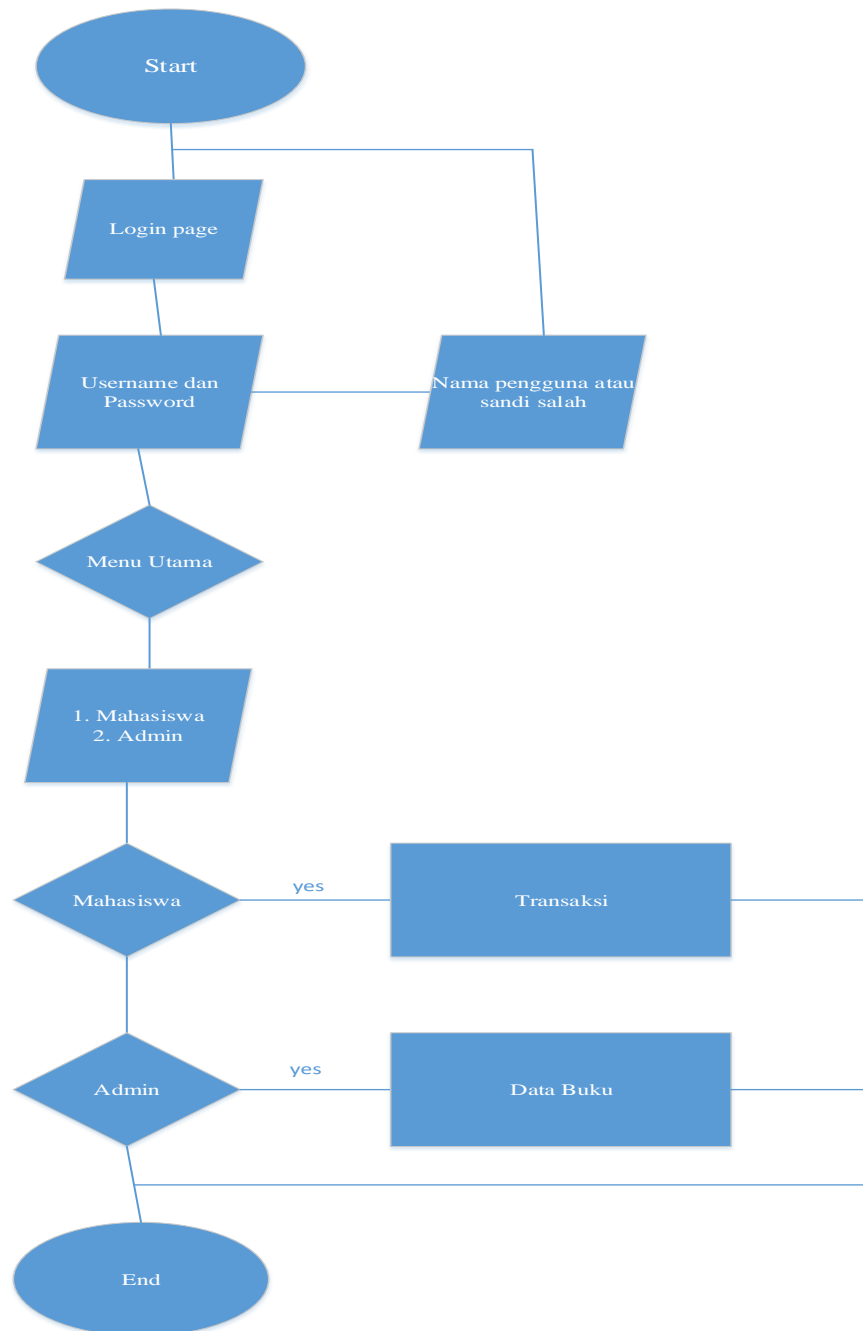 Start
Login page
Username dan
Password
Nama pengguna atau
sandi salah
Menu Utama
1. Mahasiswa
2. Admin
Mahasiswa
yes
Transaksi
Admin
yes
Data Buku
End